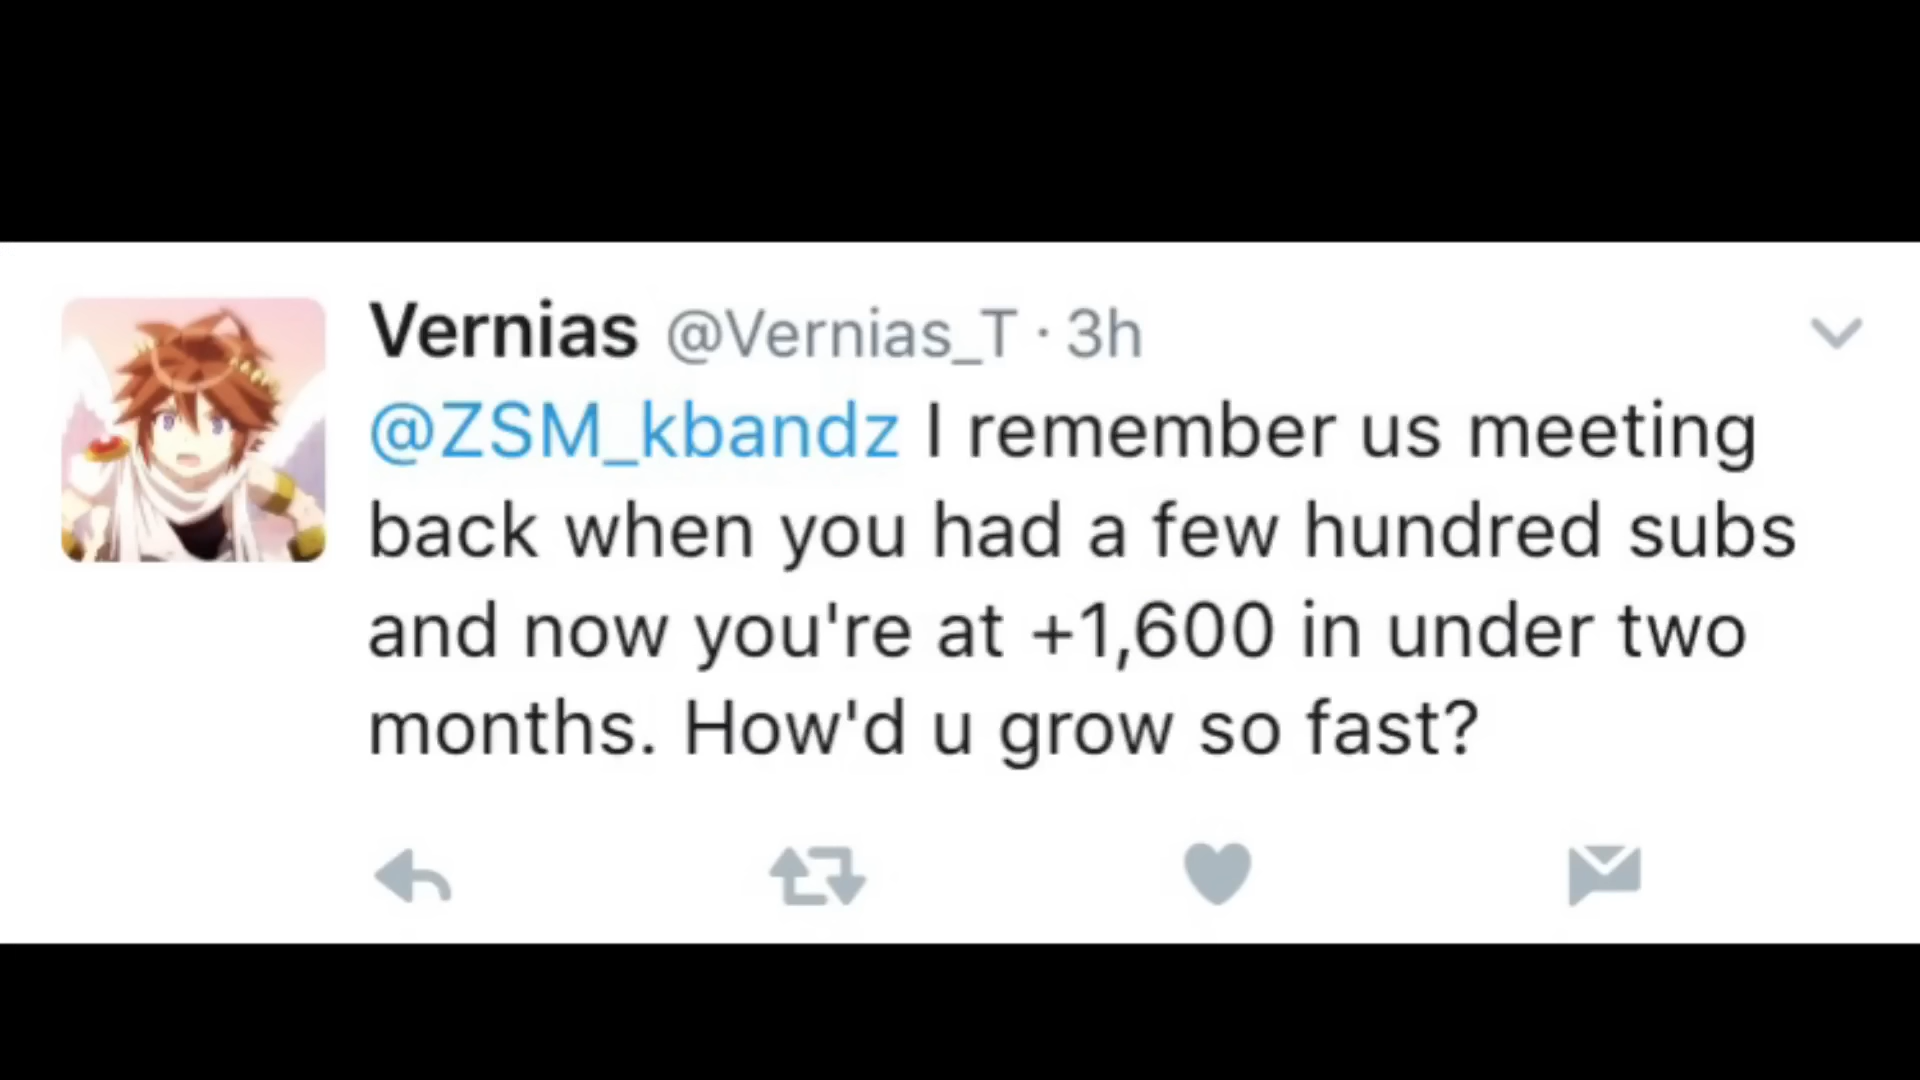 Vernias @Vernias_T · 3h
@ZSM_kbandz I remember us meeting
back when you had a few hundred subs
and now you're at +1,600 in under two
months. How'd u grow so fast?